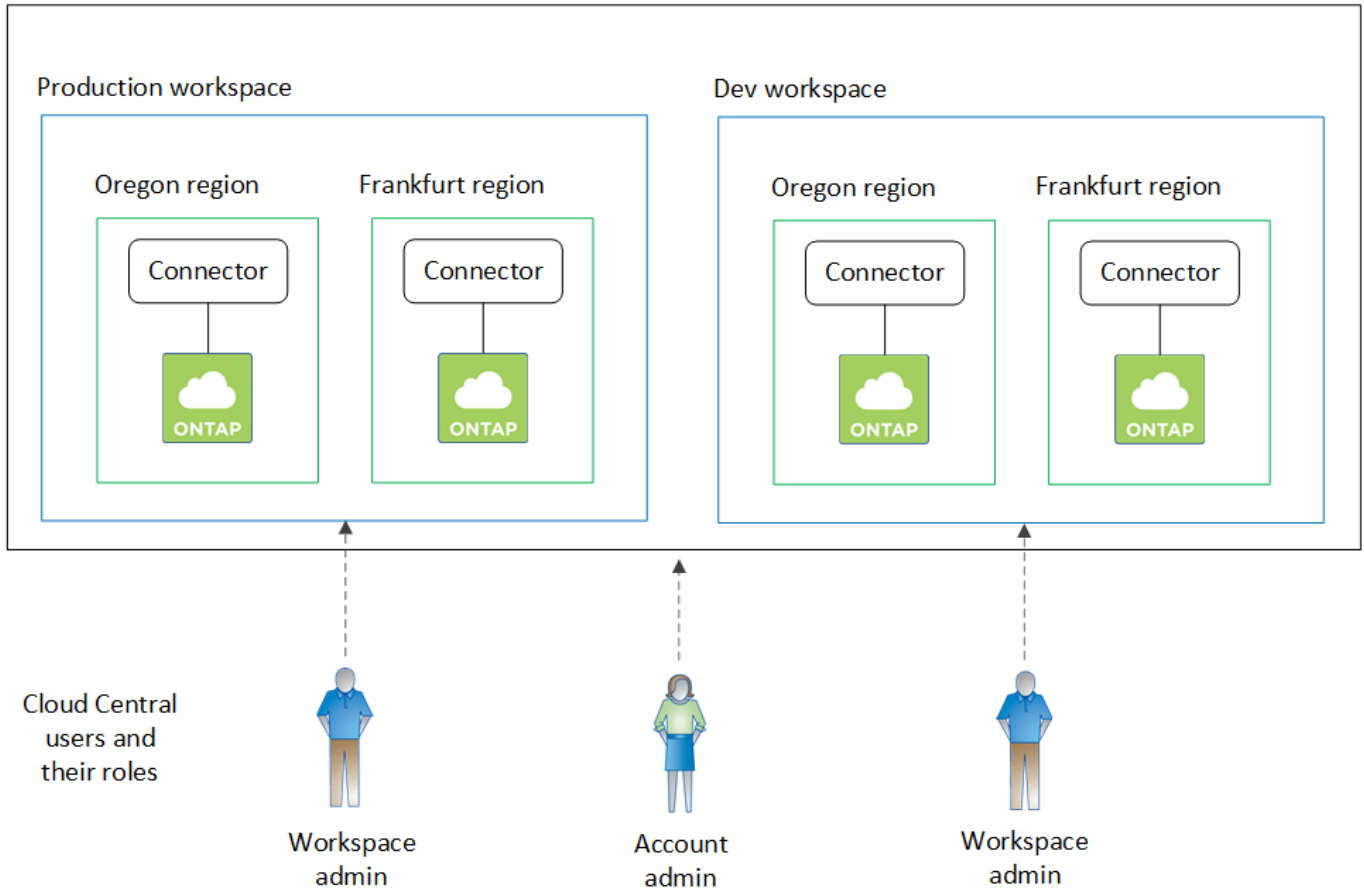 Production workspace
Dev workspace
Oregon region
Frankfurt region
Oregon region
Frankfurt region
Connector
Connector
Connector
Connector
ONTAP
ONTAP
ONTAP
ONTAP
Cloud Central
users and
their roles
Workspace
admin
Account
admin
Workspace
admin